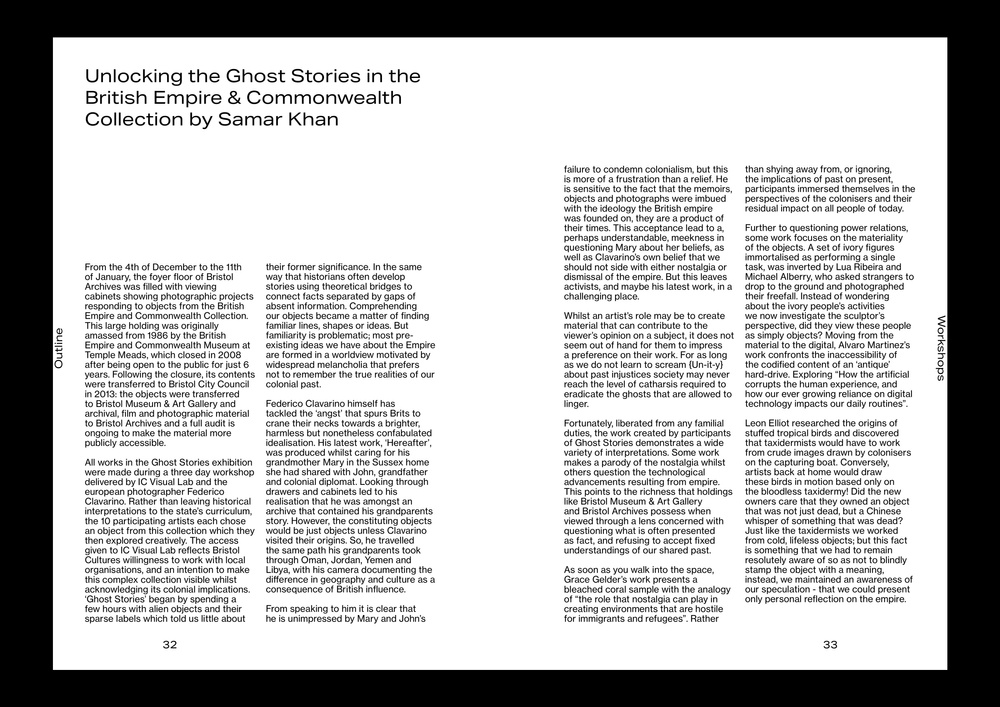 Unlocking the Ghost Stories in the
British Empire & Commonwealth
Collection by Samar Khan
Outline
From the 4th of December to the 11th
of January, the foyer floor of Bristol
Archives was filled with viewing
cabinets showing photographic projects
responding to objects from the British
Empire and Commonwealth Collection.
This large holding was originally
amassed from 1986 by the British
Empire and Commonwealth Museum at
Temple Meads, which closed in 2008
after being open to the public for just 6
years. Following the closure, its contents
were transferred to Bristol City Council
in 2013: the objects were transferred
to Bristol Museum & Art Gallery and
archival, film and photographic material
to Bristol Archives and a full audit is
ongoing to make the material more
publicly accessible.
All works in the Ghost Stories exhibition
were made during a three day workshop
delivered by IC Visual Lab and the
european photographer Federico
Clavarino. Rather than leaving historical
interpretations to the state's curriculum,
the 10 participating artists each chose
an object from this collection which they
then explored creatively. The access
given to IC Visual Lab reflects Bristol
Cultures willingness to work with local
organisations, and an intention to make
this complex collection visible whilst
acknowledging its colonial implications.
'Ghost Stories' began by spending a
few hours with alien objects and their
sparse labels which told us little about
their former significance. In the same
way that historians often develop
stories using theoretical bridges to
connect facts separated by gaps of
absent information. Comprehending
our objects became a matter of finding
familiar lines, shapes or ideas. But
familiarity is problematic; most pre-
existing ideas we have about the Empire
are formed in a worldview motivated by
widespread melancholia that prefers
not to remember the true realities of our
colonial past.
Federico Clavarino himself has
tackled the 'angst' that spurs Brits to
crane their necks towards a brighter,
harmless but nonetheless confabulated
idealisation. His latest work, 'Hereafter',
was produced whilst caring for his
grandmother Mary in the Sussex home
she had shared with John, grandfather
and colonial diplomat. Looking through
drawers and cabinets led to his
realisation that he was amongst an
archive that contained his grandparents
story. However, the constituting objects
would be just objects unless Clavarino
visited their origins. So, he travelled
the same path his grandparents took
through Oman, Jordan, Yemen and
Libya, with his camera documenting the
difference in geography and culture as a
consequence of British influence.
From speaking to him it is clear that
he is unimpressed by Mary and John's
32
failure to condemn colonialism, but this
is more of a frustration than a relief. He
is sensitive to the fact that the memoirs,
objects and photographs were imbued
with the ideology the British empire
was founded on, they are a product of
their times. This acceptance lead to a,
perhaps understandable, meekness in
questioning Mary about her beliefs, as
well as Clavarino's own belief that we
should not side with either nostalgia or
dismissal of the empire. But this leaves
activists, and maybe his latest work, in a
challenging place.
Whilst an artist's role may be to create
material that can contribute to the
viewer's opinion on a subject, it does not
seem out of hand for them to impress
a preference on their work. For as long
as we do not learn to scream {Un-it-y}
about past injustices society may never
reach the level of catharsis required to
eradicate the ghosts that are allowed to
linger.
Fortunately, liberated from any familial
duties, the work created by participants
of Ghost Stories demonstrates a wide
variety of interpretations. Some work
makes a parody of the nostalgia whilst
others question the technological
advancements resulting from empire.
This points to the richness that holdings
like Bristol Museum & Art Gallery
and Bristol Archives possess when
viewed through a lens concerned with
questioning what is often presented
as fact, and refusing to accept fixed
understandings of our shared past.
As soon as you walk into the space,
Grace Gelder's work presents a
bleached coral sample with the analogy
of "the role that nostalgia can play in
creating environments that are hostile
for immigrants and refugees". Rather
than shying away from, or ignoring,
the implications of past on present,
participants immersed themselves in the
perspectives of the colonisers and their
residual impact on all people of today.
Further to questioning power relations,
some work focuses on the materiality
of the objects. A set of ivory figures
immortalised as performing a single
task, was inverted by Lua Ribeira and
Michael Alberry, who asked strangers to
drop to the ground and photographed
their freefall. Instead of wondering
about the ivory people's activities
we now investigate the sculptor's
perspective, did they view these people
as simply objects? Moving from the
material to the digital, Alvaro Martinez's
work confronts the inaccessibility of
the codified content of an 'antique'
hard-drive. Exploring "How the artificial
corrupts the human experience, and
how our ever growing reliance on digital
technology impacts our daily routines".
Leon Elliot researched the origins of
stuffed tropical birds and discovered
that taxidermists would have to work
from crude images drawn by colonisers
on the capturing boat. Conversely,
artists back at home would draw
these birds in motion based only on
the bloodless taxidermy! Did the new
owners care that they owned an object
that was not just dead, but a Chinese
whisper of something that was dead?
Just like the taxidermists we worked
from cold, lifeless objects; but this fact
is something that we had to remain
resolutely aware of so as not to blindly
stamp the object with a meaning,
instead, we maintained an awareness of
our speculation - that we could present
only personal reflection on the empire.
33
Workshops